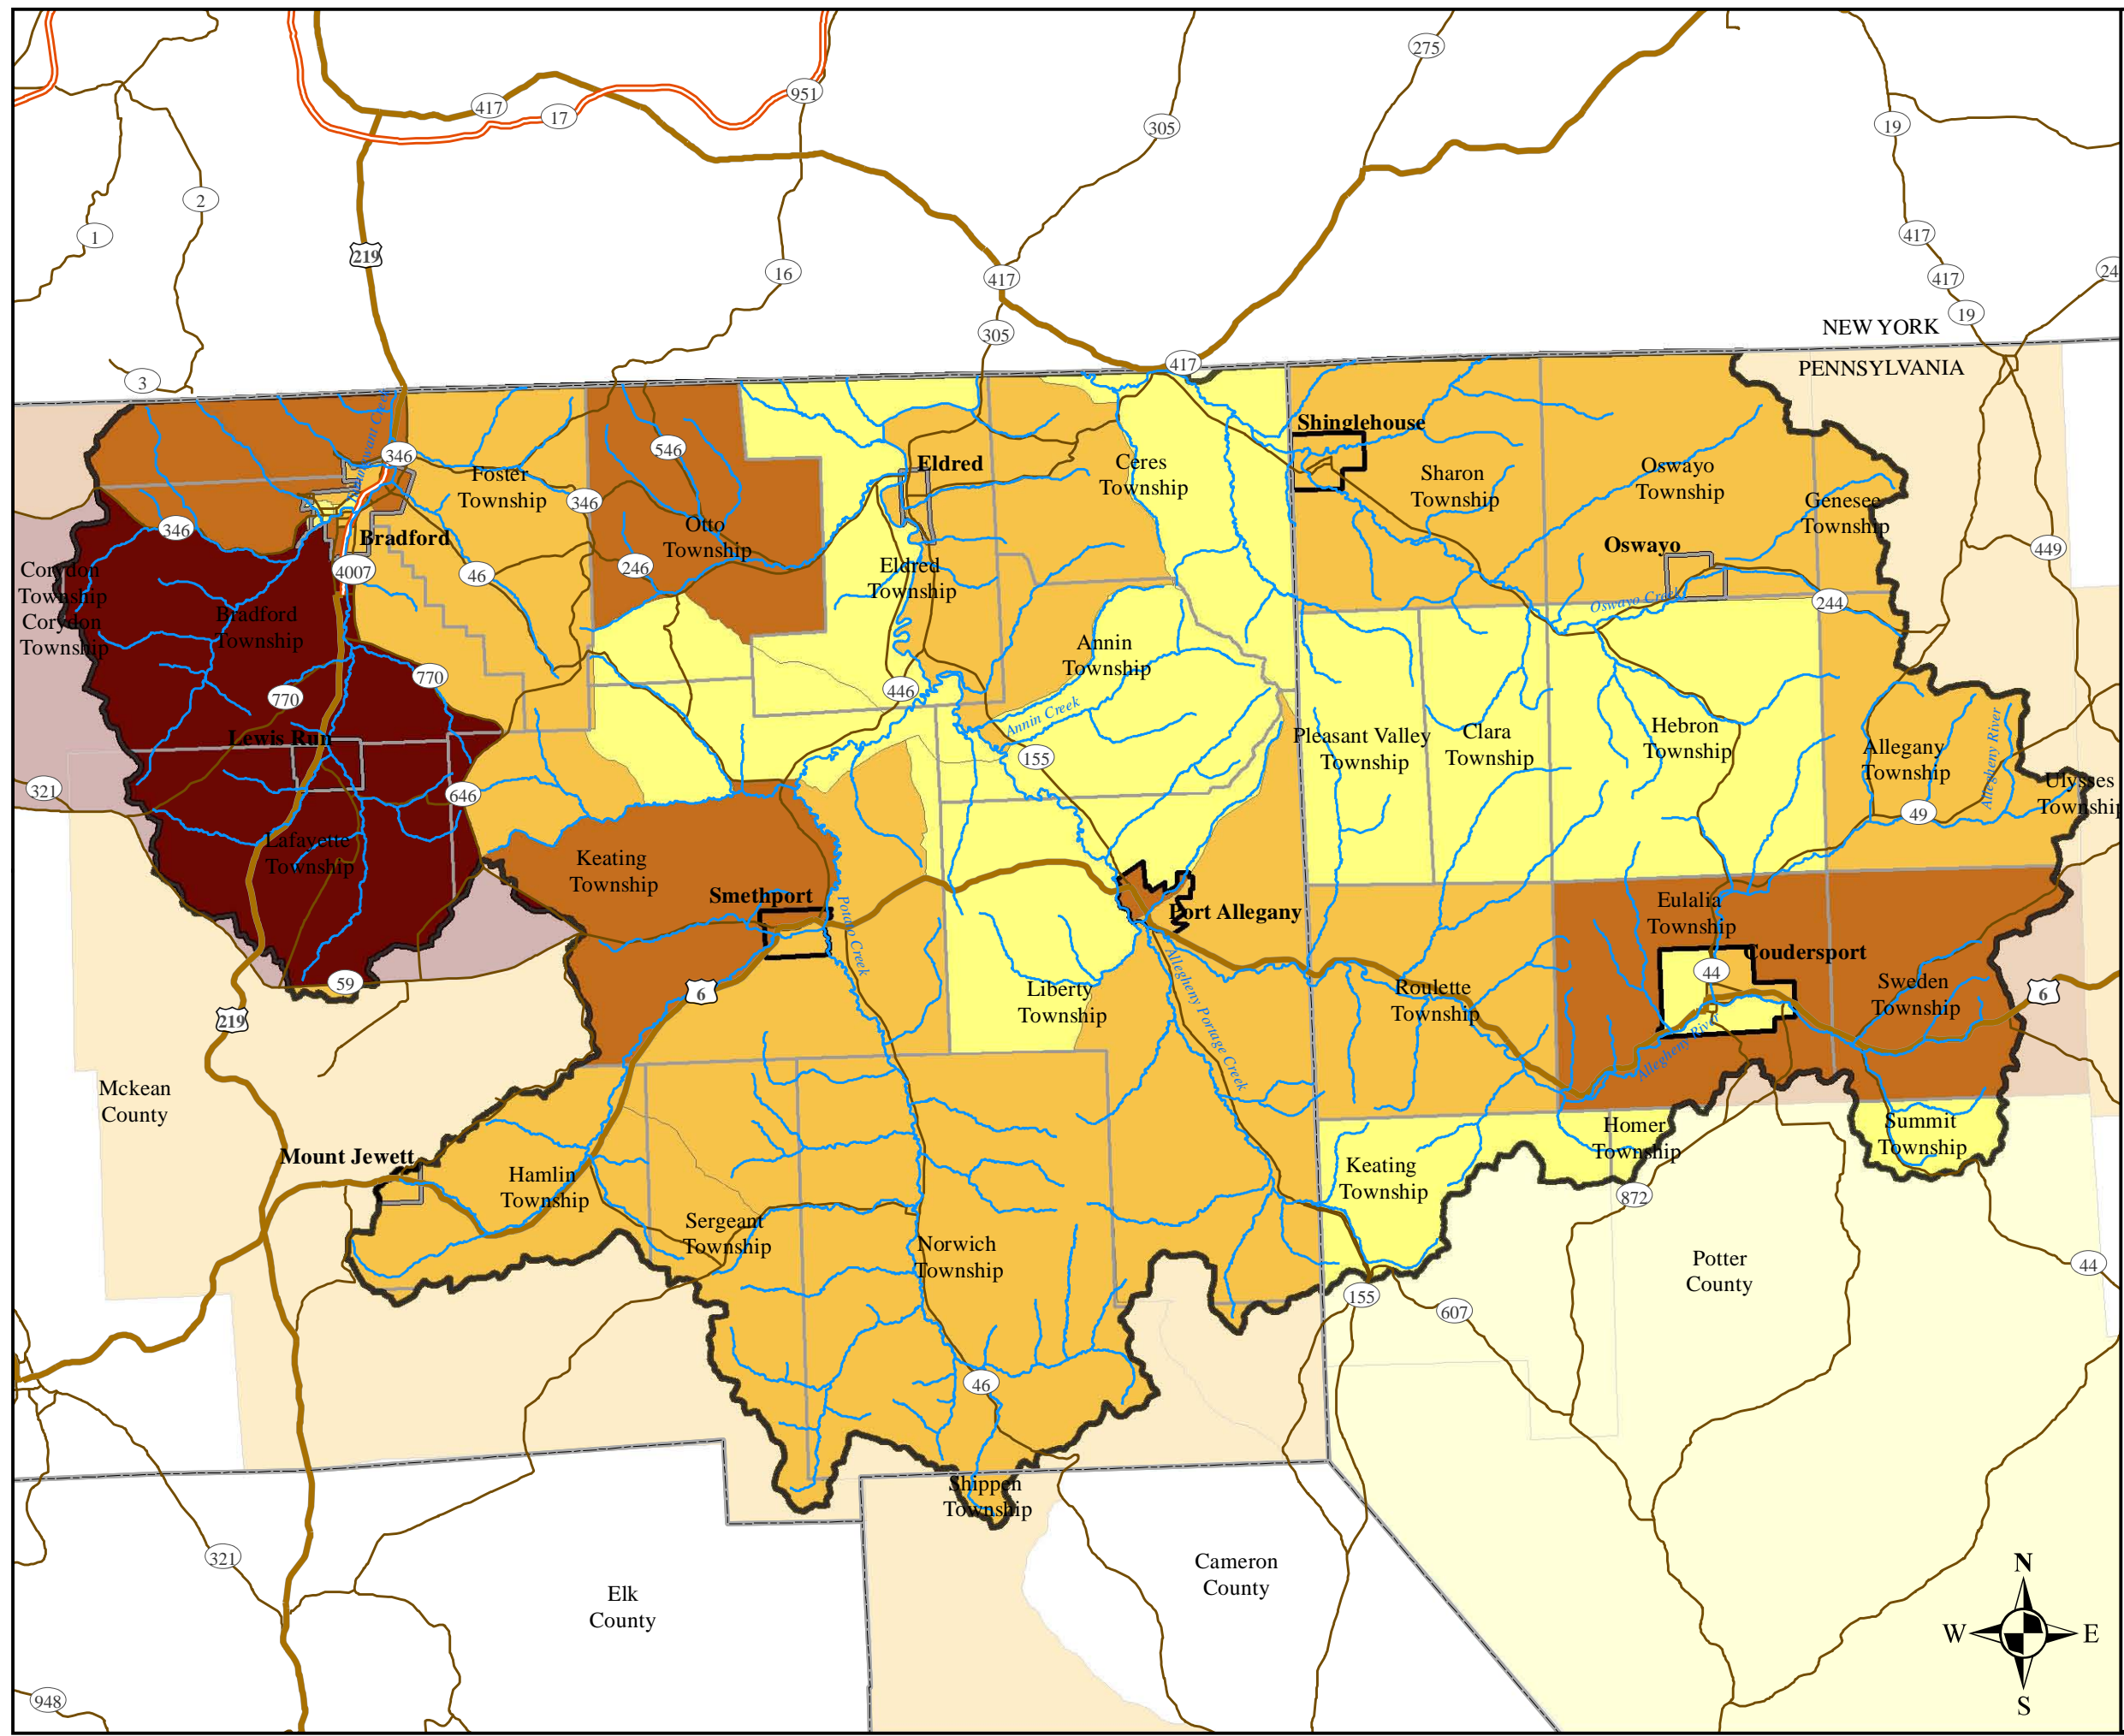 275
951
417
17
305
19
2
1
219
417
16
417
24
417
305
19
NEW YORK
417
PENNSYLVANIA
3
Shinglehouse
546
346
Eldred
Ceres
Township
Foster
Township
Sharon
Township
Oswayo
Township
346
Genesee
Township
346
Otto
Township
Bradford
Oswayo
449
4007
46
246
Eldred
Township
Corydon
Township
Corydon
Township
Oswayo Creek
244
Bradford
Township
Annin
Township
770
446
770
Annin Creek
Lewis Run
Pleasant Valley
Township
Clara
Township
Hebron
Township
Allegany
Township
Allegheny River
155
321
646
Ulysses
Township
49
Lafayette
Township
Keating
Township
Smethport
Port Allegany
Eulalia
Township
Potato Creek
Coudersport
59
44
Sweden
Township
6
6
Liberty
Township
Roulette
Township
219
Allegheny Portage Creek
Allegheny River
Mckean
County
Homer
Township
Summit
Township
Mount Jewett
Hamlin
Township
Keating
Township
872
Sergeant
Township
Norwich
Township
Potter
County
44
155
607
46
Shippen
Township
321
Cameron
County
Elk
County
N
W
E
S
948